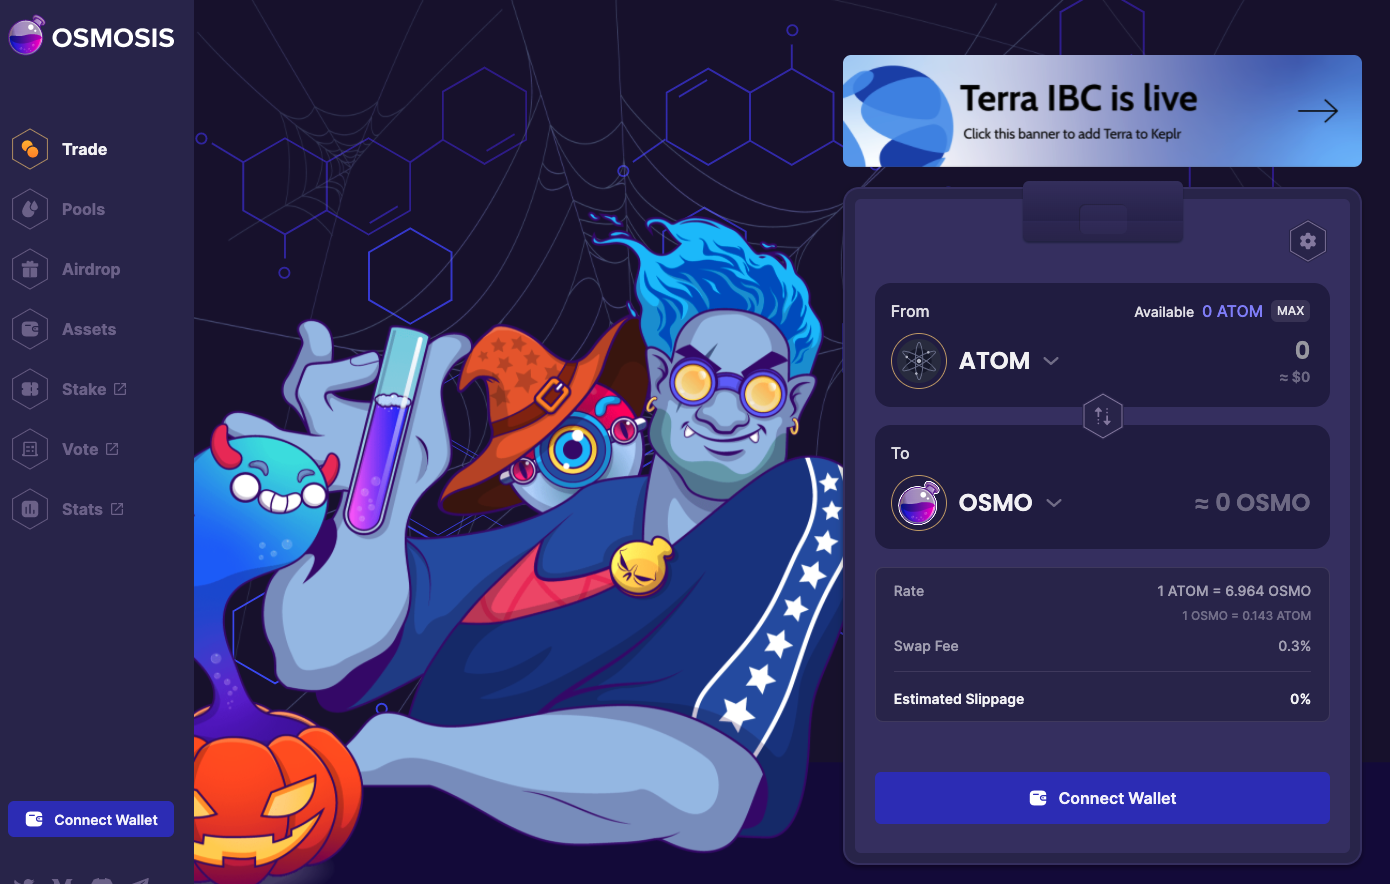 OSMOSIS
Trade
Pools
Airdrop
Assets
Stake
Vote
Stats
Connect Wallet
Terra IBC is live
Click this banner to add Terra to Keplr
From
Available 0 ATOM MAX
ATOM
0
≈ $0
To
OSMO
≈ 0 OSMO
Rate
1 ATOM = 6.964 OSMO
1 OSMO = 0.143 ATOM
Swap Fee
0.3%
Estimated Slippage
0%
Connect Wallet